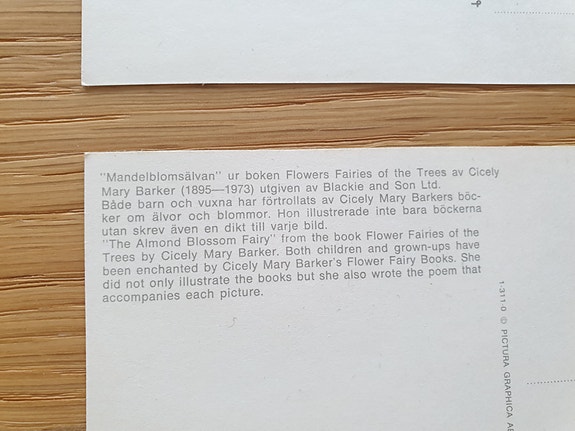 "Mandelblomsälvan" ur boken Flowers Fairies of the Trees av Cicely
Mary Barker (1895—1973) utgiven av Blackie and Son Ltd.
Både barn och vuxna har förtrollats av Cicely Mary Barkers böc-
ker om älvor och blommor. Hon illustrerade inte bara böckerna
utan skrev även en dikt till varje bild.
"The Almond Blossom Fairy" from the book Flower Fairies of the
Trees by Cicely Mary Barker. Both children and grown-ups have
been enchanted by Cicely Mary Barker's Flower Fairy Books. She
did not only illustrate the books but she also wrote the poem that
accompanies each picture.
1-311-0 © PICTURA GRAPHICA AB